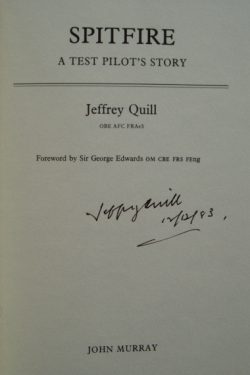 SPITFIRE
A TEST PILOT'S STORY
Jeffrey Quill
OBE AFC FRAeS
Foreword by Sir George Edwards OM CBE FRS FEng
Jeffrey Quill
12/12/83.
JOHN MURRAY